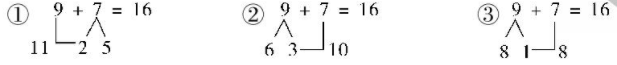 ① 9 + 7 = 16 ② 9 + 7 = 16 ③ 9 + 7 = 16
11 2 5 6 3 10 8 1 8